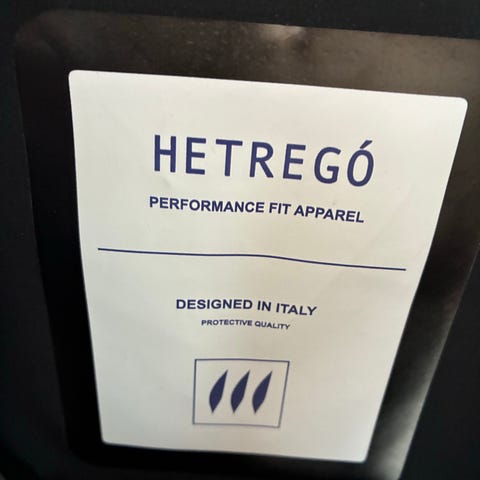 HETREGÓ
PERFORMANCE FIT APPAREL
DESIGNED IN ITALY
PROTECTIVE QUALITY